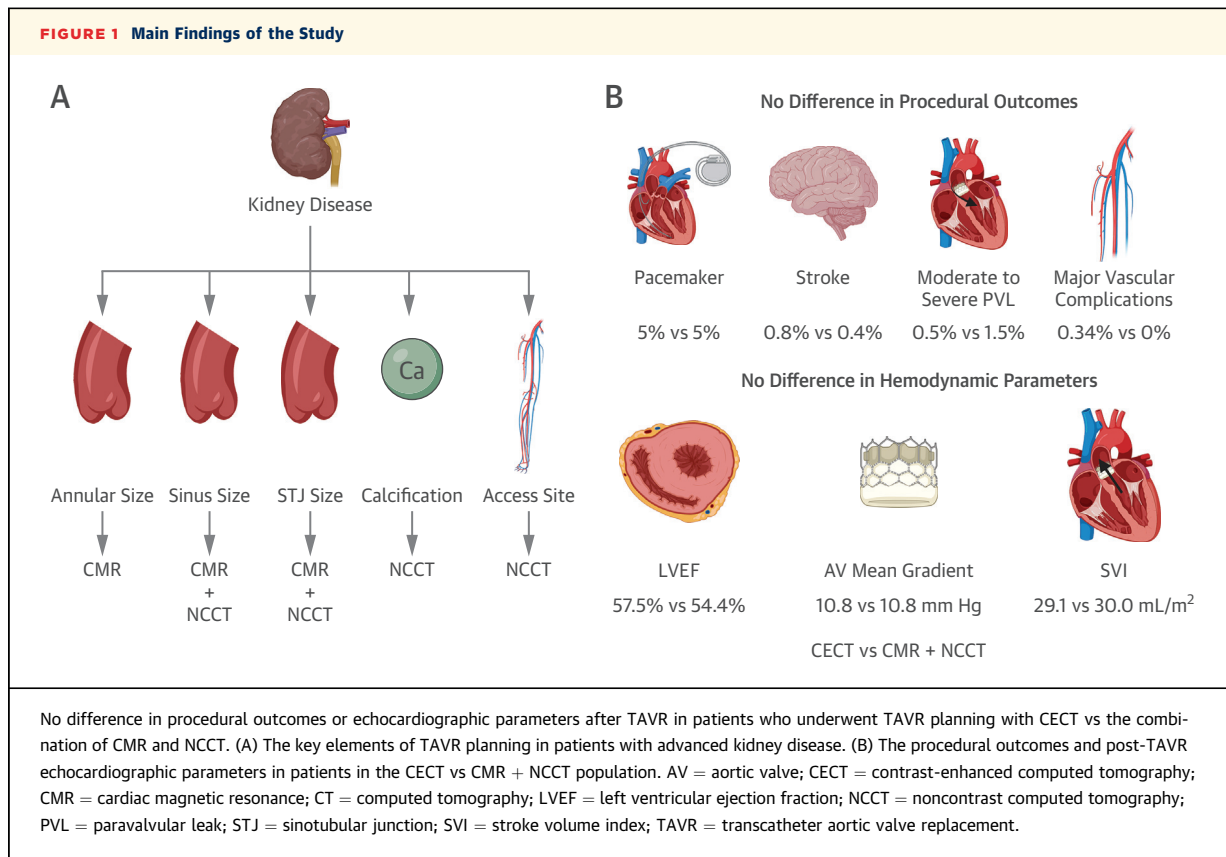 FIGURE 1 Main Findings of the Study
A
Kidney Disease
Annular Size
Sinus Size
STJ Size
Ca
Calcification
Access Site
CMR
CMR
+
NCCT
CMR
+
NCCT
NCCT
NCCT
B
No Difference in Procedural Outcomes
Pacemaker
5% vs 5%
Stroke
0.8% vs 0.4%
Moderate to
Severe PVL
0.5% vs 1.5%
Major Vascular
Complications
0.34% vs 0%
No Difference in Hemodynamic Parameters
LVEF
57.5% vs 54.4%
AV Mean Gradient
10.8 vs 10.8 mm Hg
SVI
29.1 vs 30.0 mL/m²
CECT vs CMR + NCCT
No difference in procedural outcomes or echocardiographic parameters after TAVR in patients who underwent TAVR planning with CECT vs the combi-
nation of CMR and NCCT. (A) The key elements of TAVR planning in patients with advanced kidney disease. (B) The procedural outcomes and post-TAVR
echocardiographic parameters in patients in the CECT vs CMR + NCCT population. AV = aortic valve; CECT = contrast-enhanced computed tomography;
CMR = cardiac magnetic resonance; CT = computed tomography; LVEF = left ventricular ejection fraction; NCCT = noncontrast computed tomography;
PVL = paravalvular leak; STJ = sinotubular junction; SVI = stroke volume index; TAVR = transcatheter aortic valve replacement.